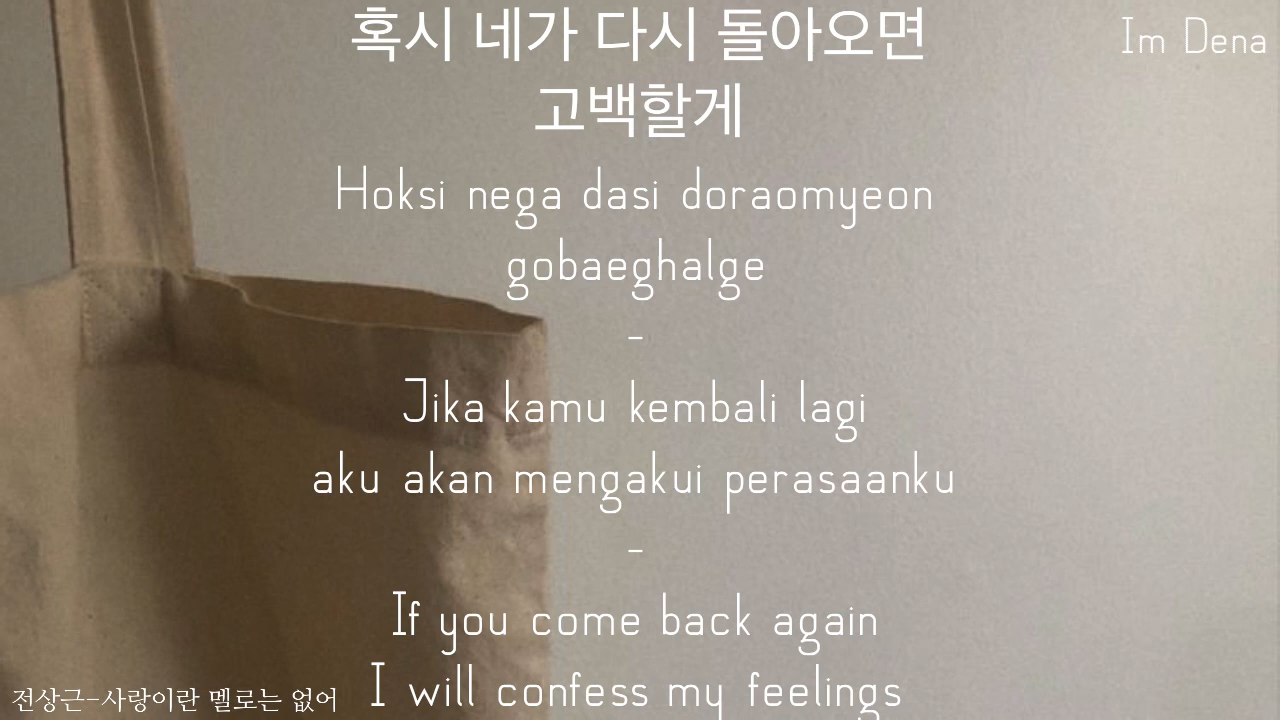 혹시 네가 다시 돌아오면
고백할게
Im Dena
Hoksi nega dasi doraomyeon
gobaeghalge
-
Jika kamu kembali lagi
aku akan mengakui perasaanku
-
If you come back again
I will confess my feelings
전상근-사랑이란 멜로는 없어